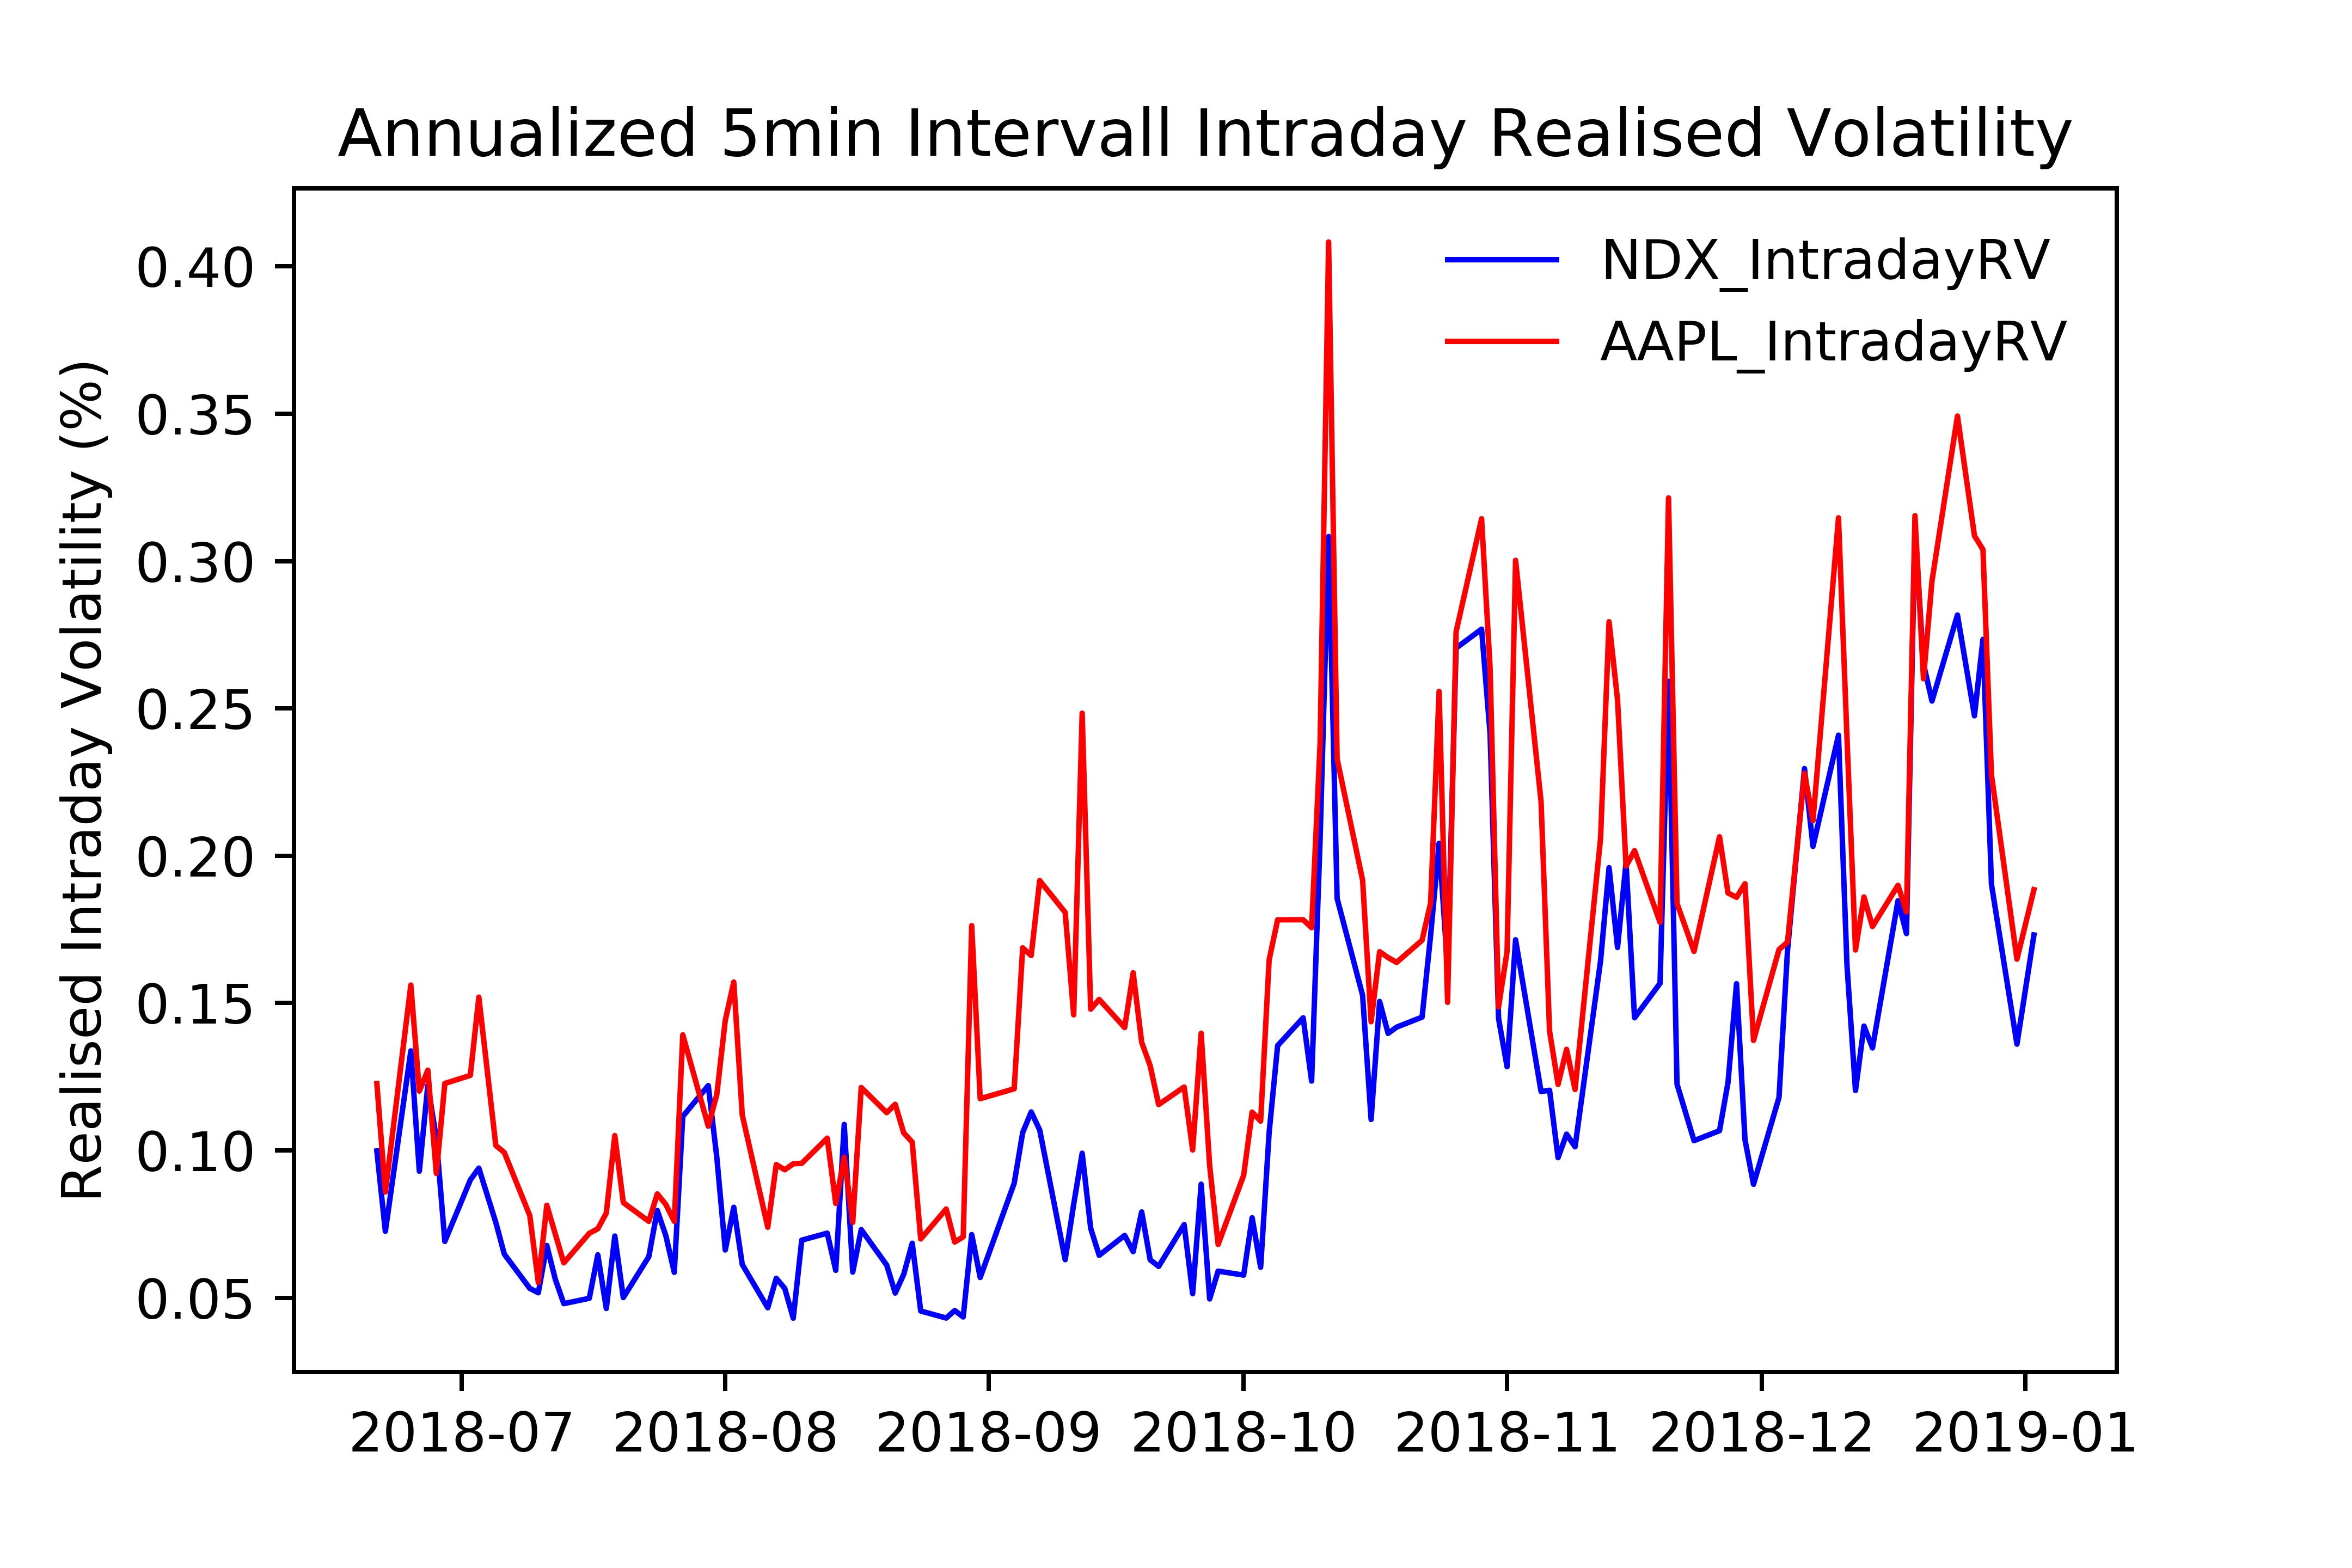 Annualized 5min Intervall Intraday Realised Volatility
NDX_IntradayRV
AAPL_IntradayRV
Realised Intraday Volatility (%)
0.40
0.35
0.30
0.25
0.20
0.15
0.10
0.05
2018-07 2018-08 2018-09 2018-10 2018-11 2018-12 2019-01